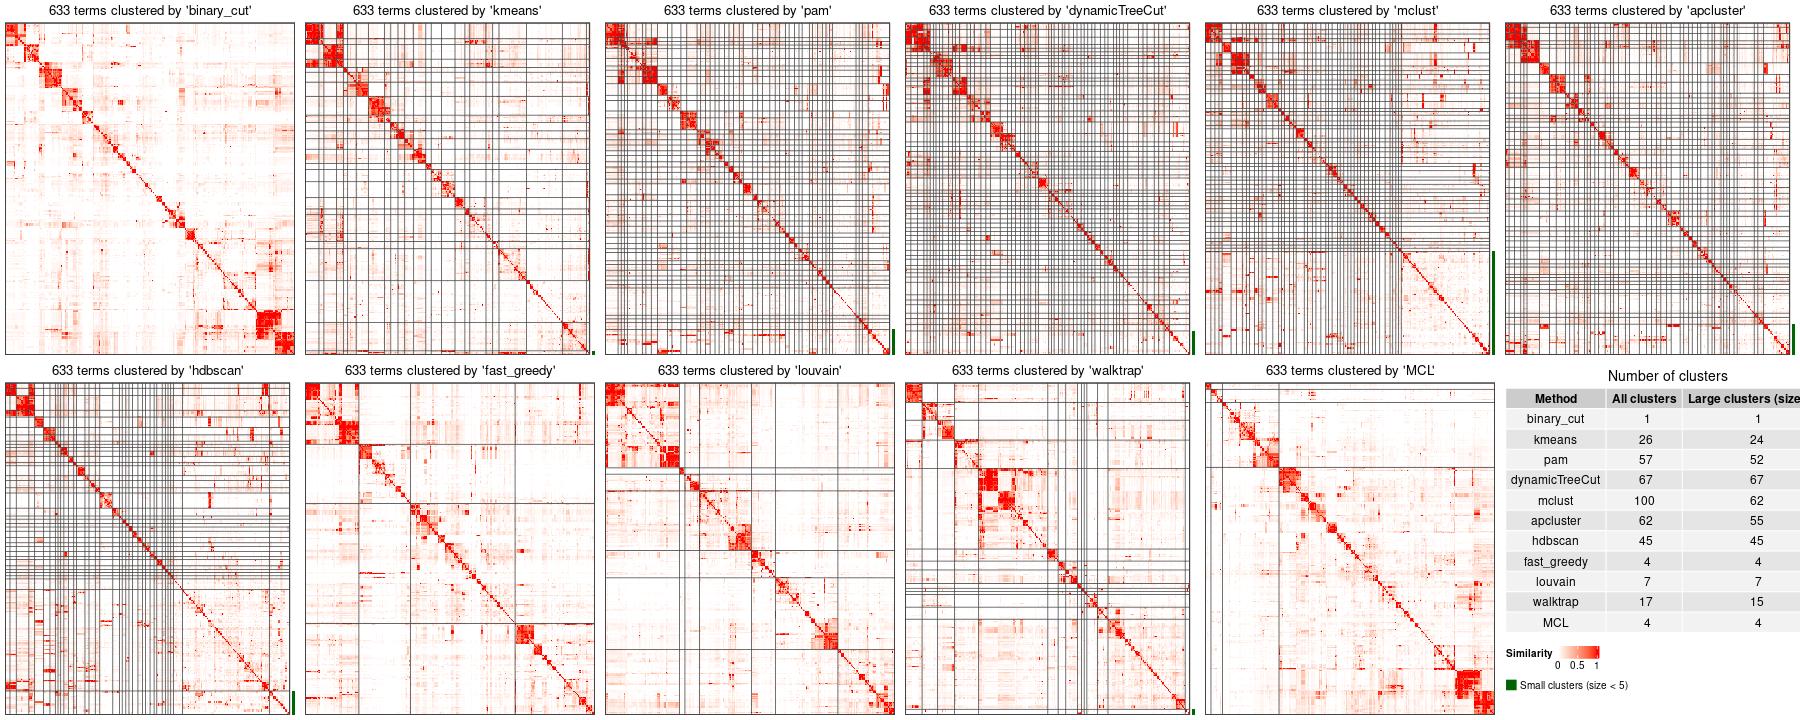 633 terms clustered by 'binary_cut'
633 terms clustered by 'kmeans'
633 terms clustered by 'pam'
633 terms clustered by 'dynamicTreeCut'
633 terms clustered by 'mclust'
633 terms clustered by 'apcluster'
633 terms clustered by 'hdbscan'
633 terms clustered by 'fast_greedy'
633 terms clustered by 'louvain'
633 terms clustered by 'walktrap'
633 terms clustered by 'MCL'
Number of clusters
Method All clusters Large clusters (size
binary_cut 1 1
kmeans 26 24
pam 57 52
dynamicTreeCut 67 67
mclust 100 62
apcluster 62 55
hdbscan 45 45
fast_greedy 4 4
louvain 7 7
walktrap 17 15
MCL 4 4
Similarity
0 0.5 1
Small clusters (size < 5)